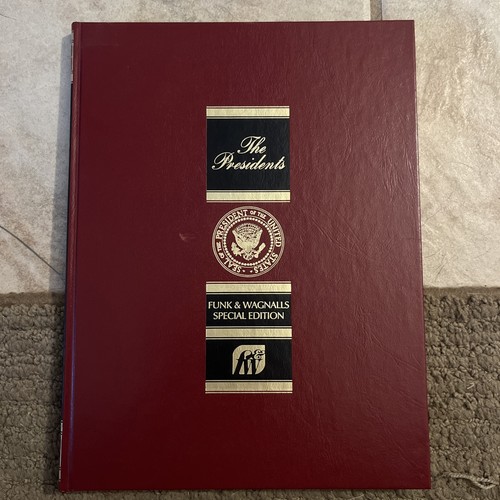 The
Presidents
SEAL OF THE PRESIDENT OF THE UNITED STATES
FUNK & WAGNALLS
SPECIAL EDITION
f&w